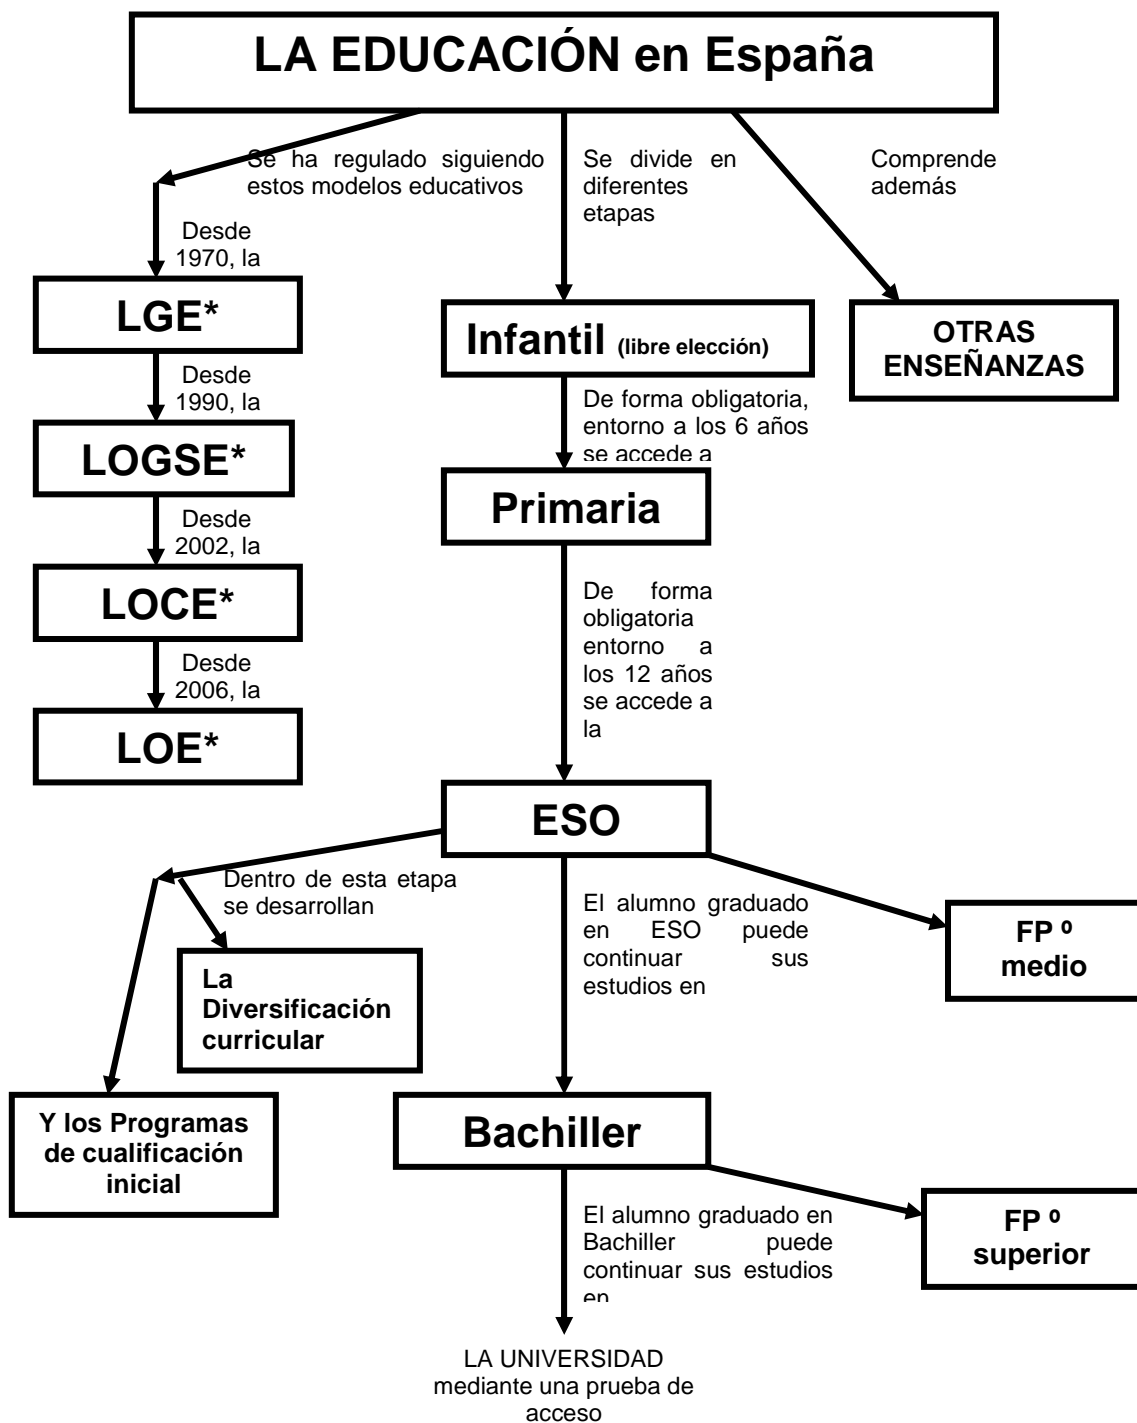 LA EDUCACIÓN en España
Se ha regulado siguiendo
estos modelos educativos
Se divide en
diferentes
etapas
Comprende
además
Desde
1970, la
LGE*
Desde
1990, la
LOGSE*
Desde
2002, la
LOCE*
Desde
2006, la
LOE*
Infantil (libre elección)
De forma obligatoria,
entorno a los 6 años
se accede a
Primaria
De forma
obligatoria
entorno a
los 12 años
se accede a
la
ESO
OTRAS
ENSEÑANZAS
Dentro de esta etapa
se desarrollan
La
Diversificación
curricular
Y los Programas
de cualificación
inicial
El alumno graduado
en ESO puede
continuar sus
estudios en
FP º
medio
Bachiller
El alumno graduado en
Bachiller puede
continuar sus estudios
en
FP º
superior
LA UNIVERSIDAD
mediante una prueba de
acceso